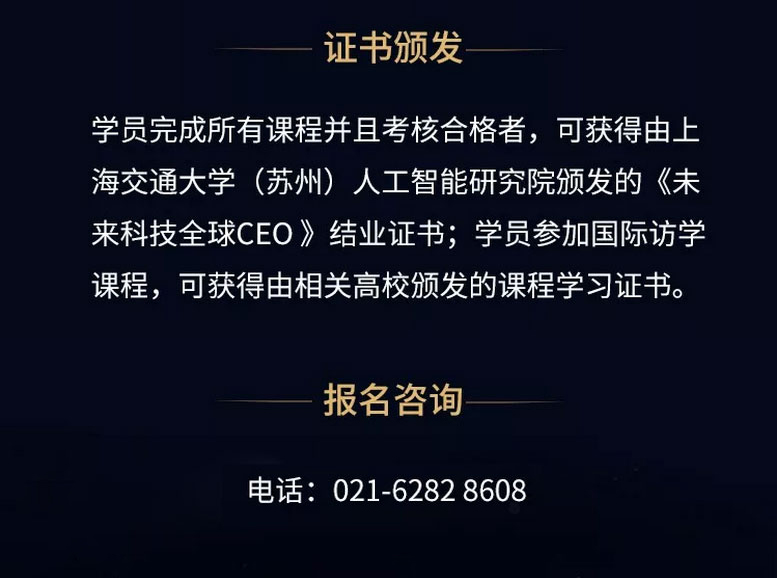 证书颁发
学员完成所有课程并且考核合格者，可获得由上
海交通大学（苏州）人工智能研究院颁发的《未
来科技全球CEO 》结业证书；学员参加国际访学
课程，可获得由相关高校颁发的课程学习证书。
报名咨询
电话：021-6282 8608